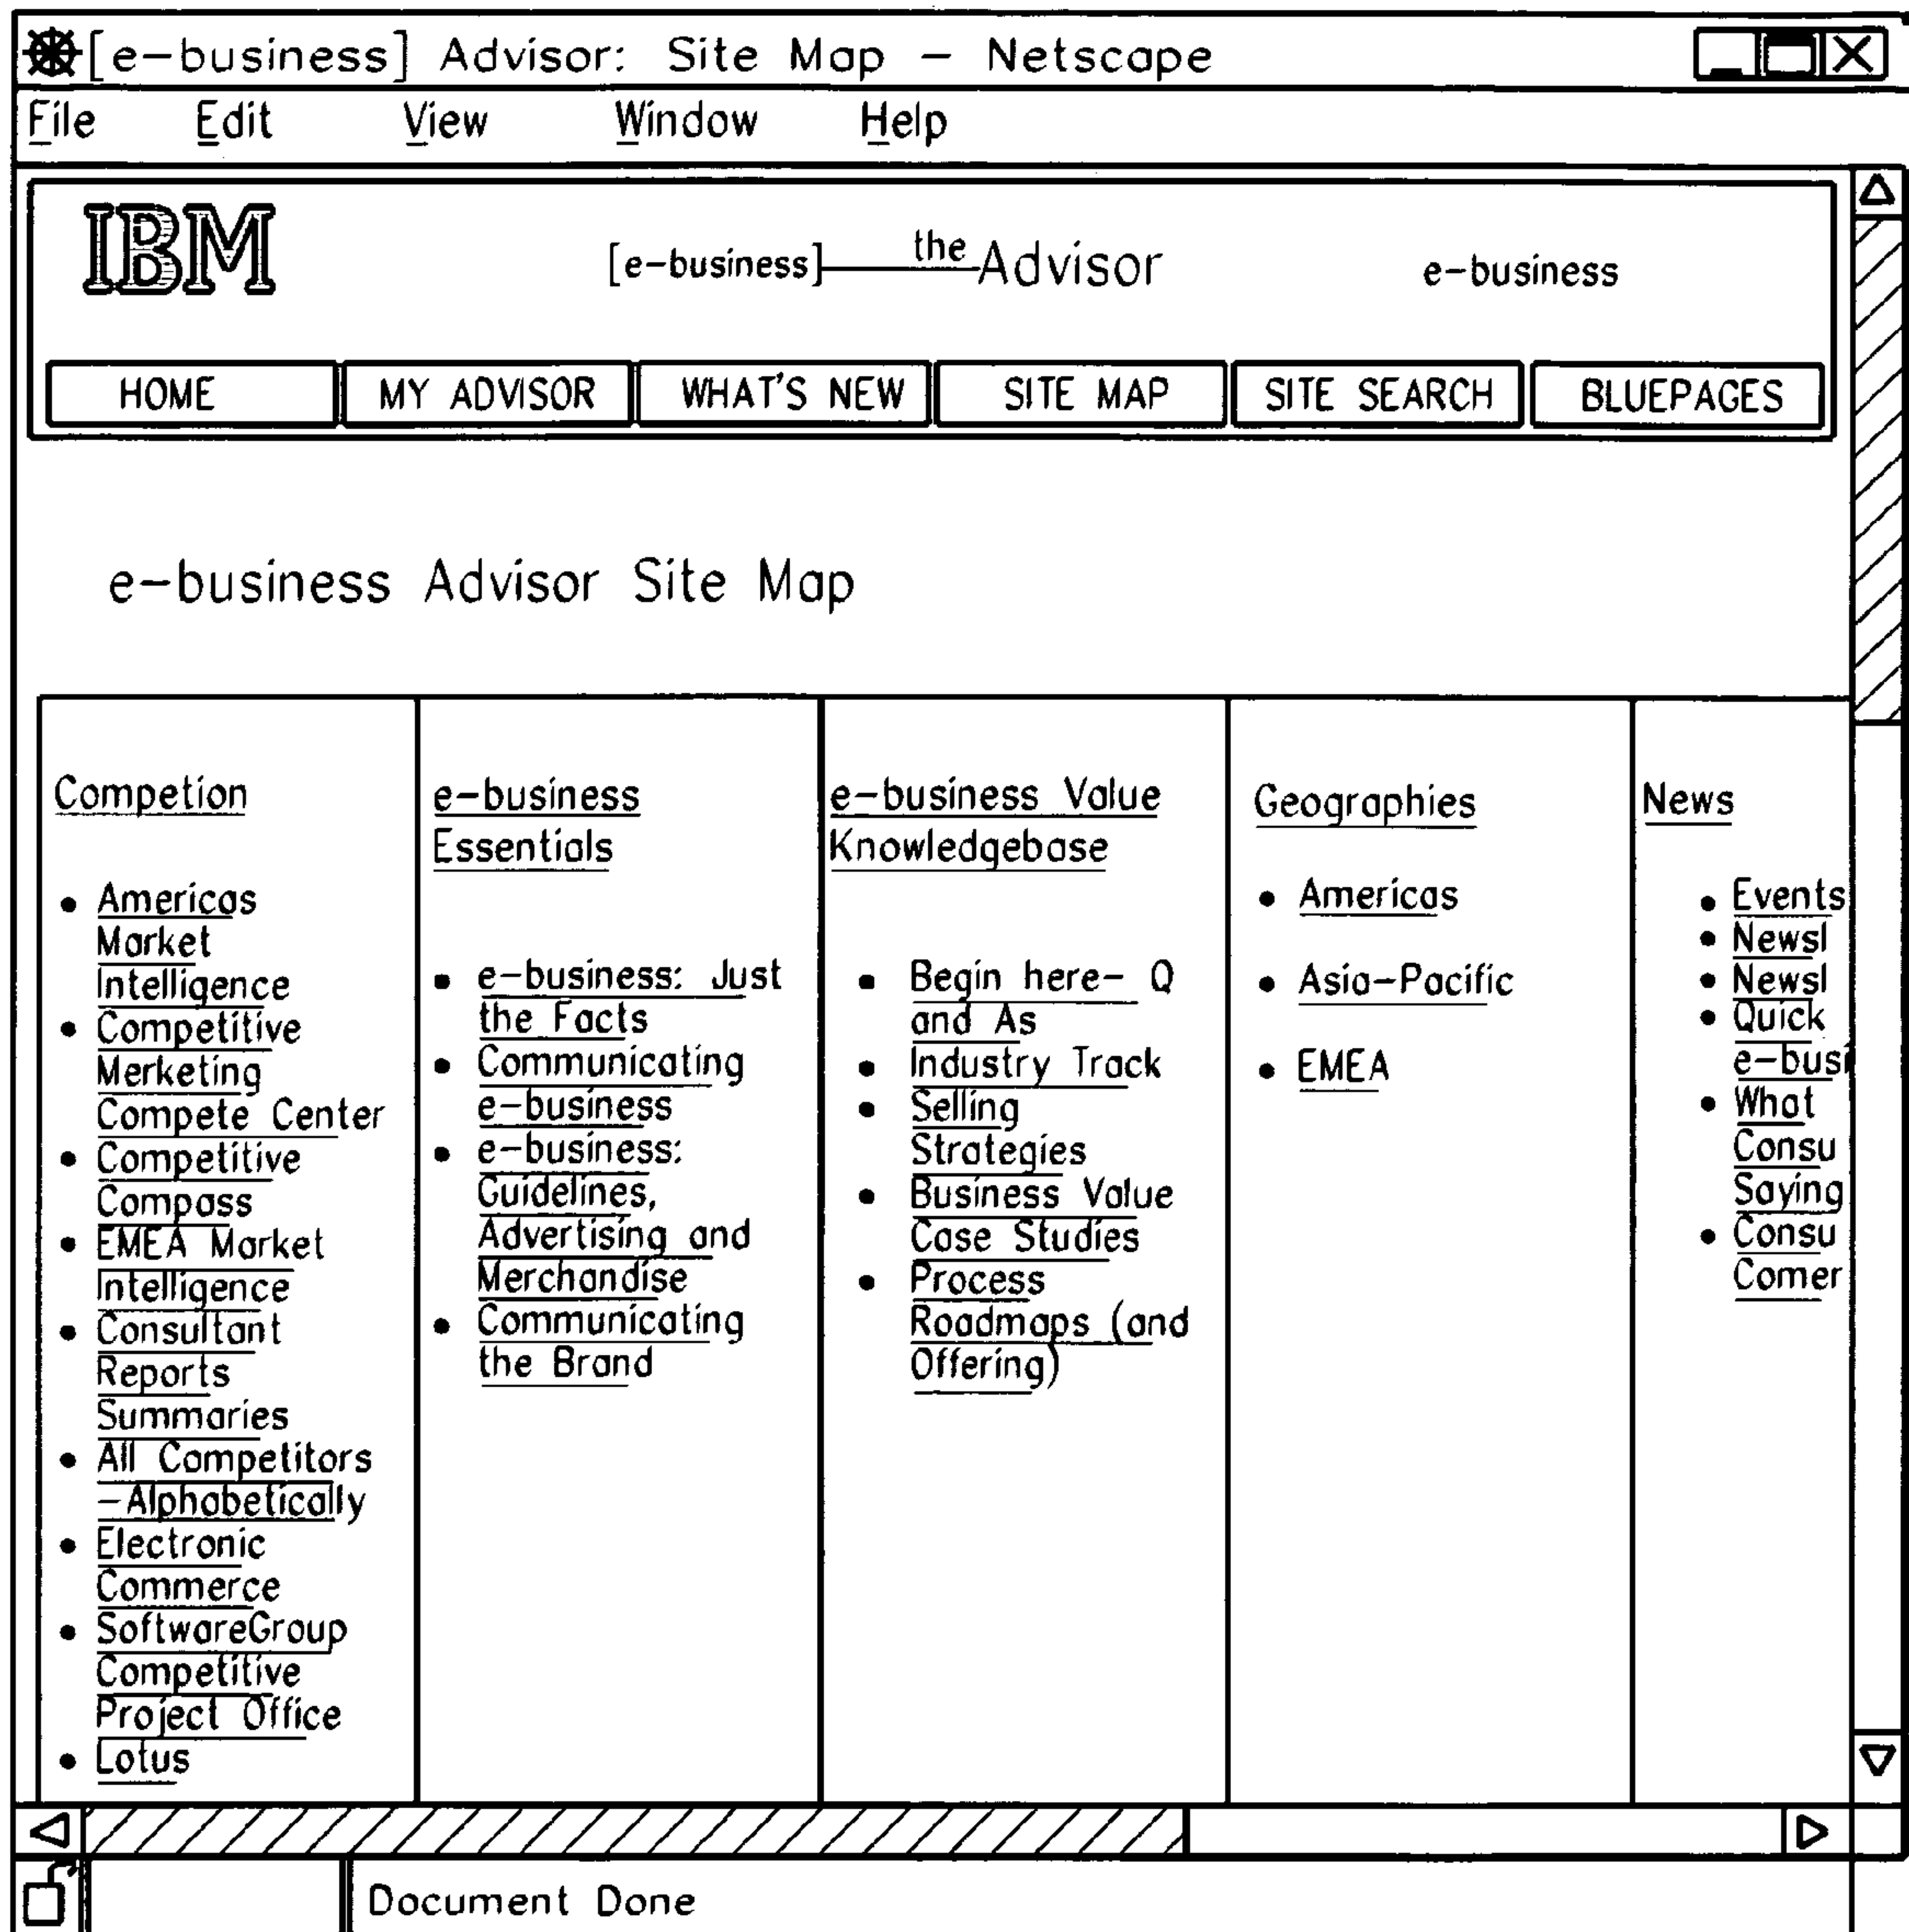 [e-business] Advisor: Site Map - Netscape
File Edit View Window Help
IBM
[e-business] the Advisor
e-business
HOME MY ADVISOR WHAT'S NEW SITE MAP SITE SEARCH BLUEPAGES
e-business Advisor Site Map
Competion
• Americas
Market
Intelligence
• Competitive
Merketing
Compete Center
• Competitive
Compass
• EMEA Market
Intelligence
• Consultant
Reports
Summaries
• All Competitors
-Alphabetically
• Electronic
Commerce
• SoftwareGroup
Competitive
Project Office
• Lotus
e-business
Essentials
• e-business: Just
the Facts
• Communicating
e-business
• e-business:
Guidelines,
Advertising and
Merchandise
• Communicating
the Brand
e-business Value
Knowledgebase
• Begin here- Q
and As
• Industry Track
• Selling
Strategies
• Business Value
Case Studies
• Process
Roadmaps (and
Offering)
Geographies
• Americas
• Asia-Pacific
• EMEA
News
• Events
• Newsl
• Newsl
• Quick
e-busi
• What
Consu
Saying
• Consu
Comer
Document Done